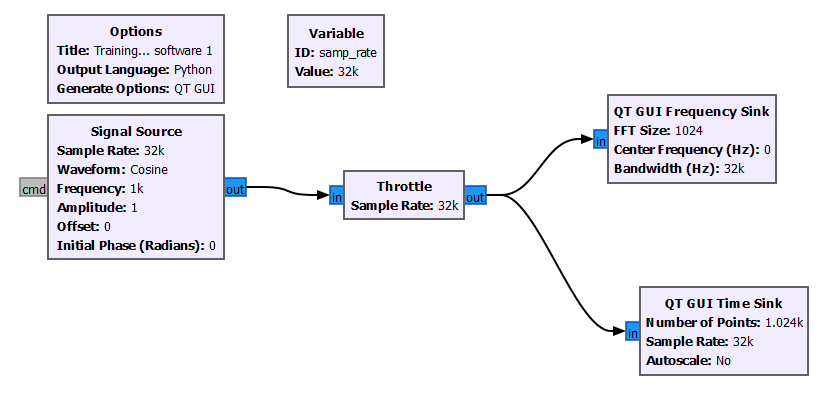 Options
Title: Training... software 1
Output Language: Python
Generate Options: QT GUI
Variable
ID: samp_rate
Value: 32k
Signal Source
Sample Rate: 32k
Waveform: Cosine
Frequency: 1k
Amplitude: 1
Offset: 0
Initial Phase (Radians): 0
cmd
out
in
Throttle
Sample Rate: 32k
out
in
QT GUI Frequency Sink
FFT Size: 1024
Center Frequency (Hz): 0
Bandwidth (Hz): 32k
in
QT GUI Time Sink
Number of Points: 1.024k
Sample Rate: 32k
Autoscale: No